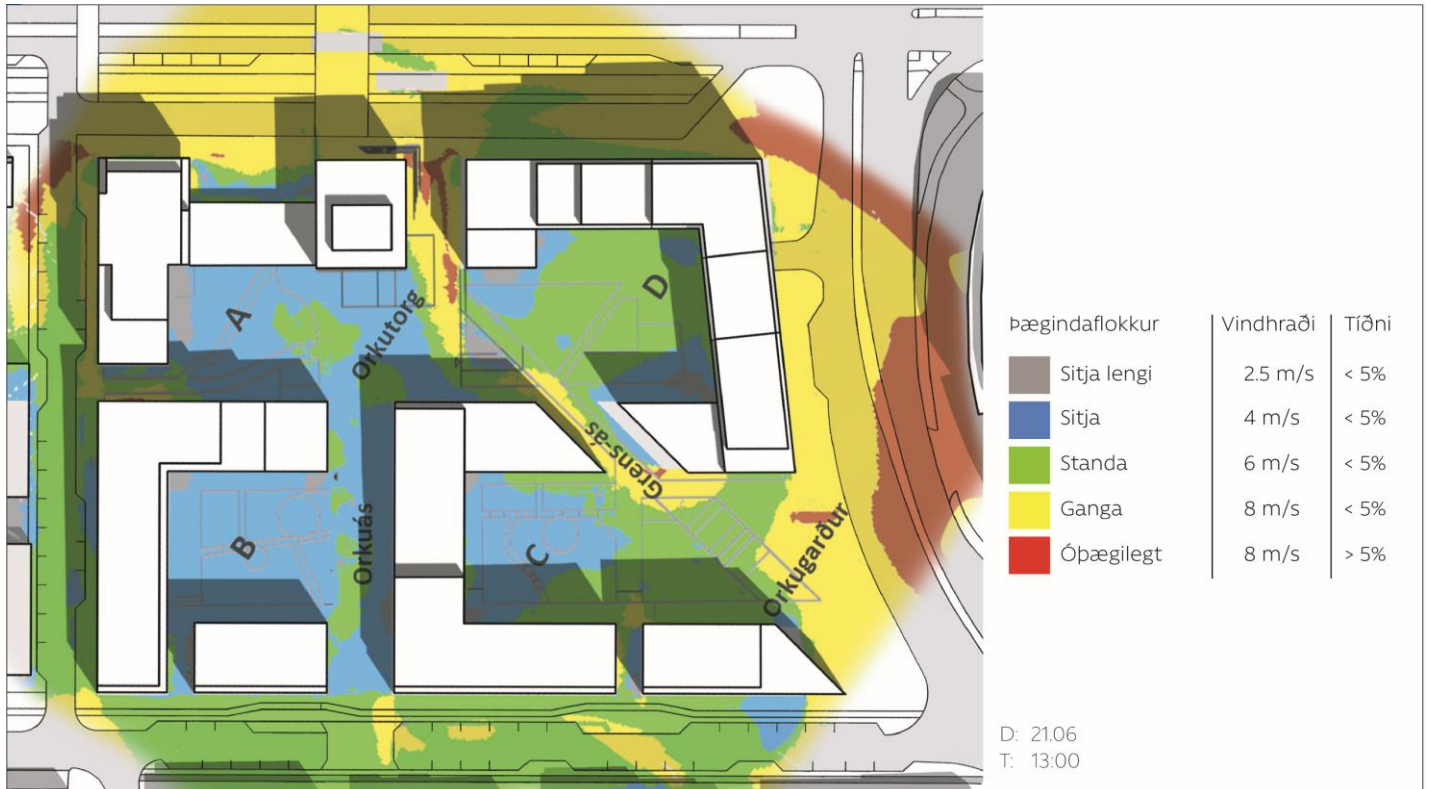 A
B
C
D
Orkutorg
Orkuás
Grens-ás
Orkugarður
Þægindaflokkur Vindhraði Tíðni
Sitja lengi 2.5 m/s < 5%
Sitja 4 m/s < 5%
Standa 6 m/s < 5%
Ganga 8 m/s < 5%
Óþægilegt 8 m/s > 5%
D: 21.06
T: 13:00